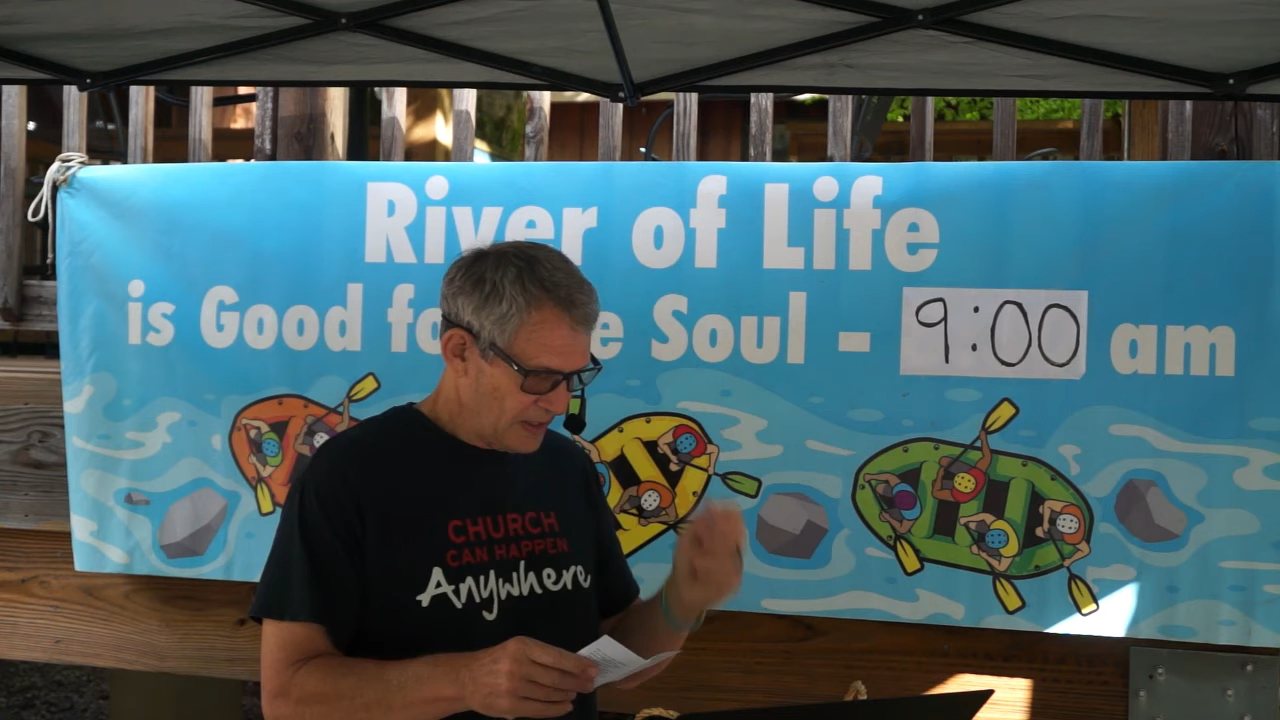 River of Life
is Good fo e Soul - 9:00 am
CHURCH
CAN HAPPEN
Anywhere